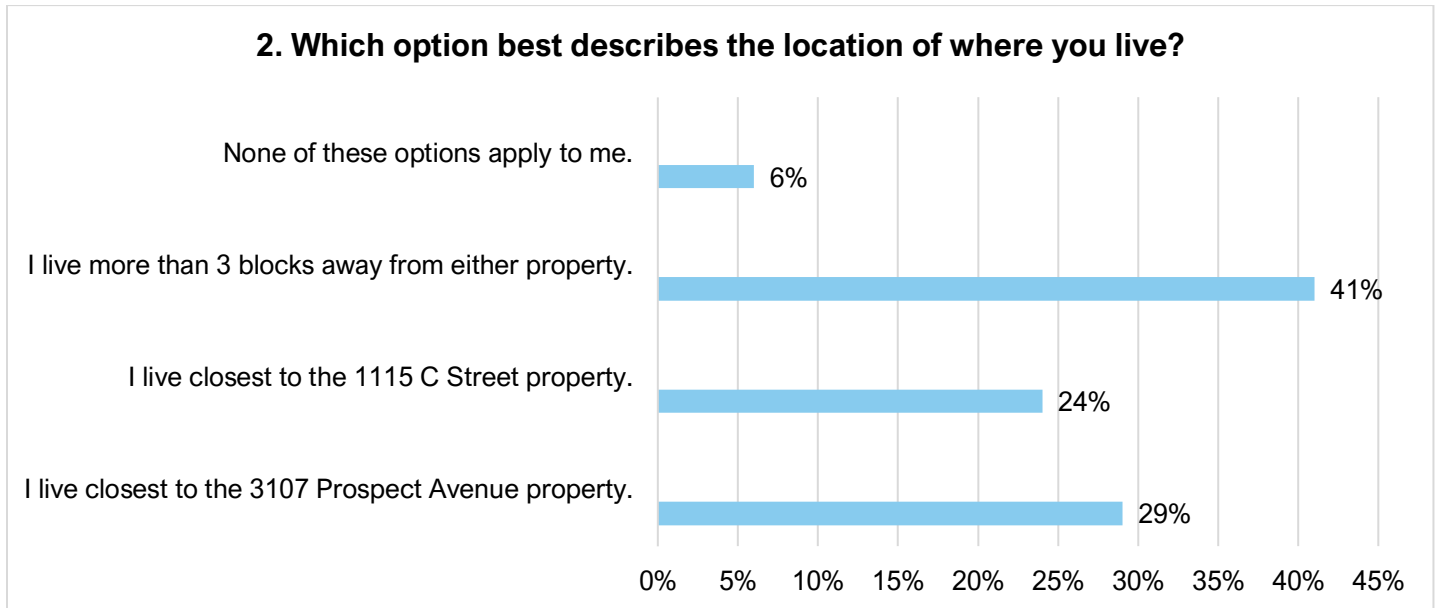 2. Which option best describes the location of where you live?
None of these options apply to me.
6%
I live more than 3 blocks away from either property.
41%
I live closest to the 1115 C Street property.
24%
I live closest to the 3107 Prospect Avenue property.
29%
0% 5% 10% 15% 20% 25% 30% 35% 40% 45%